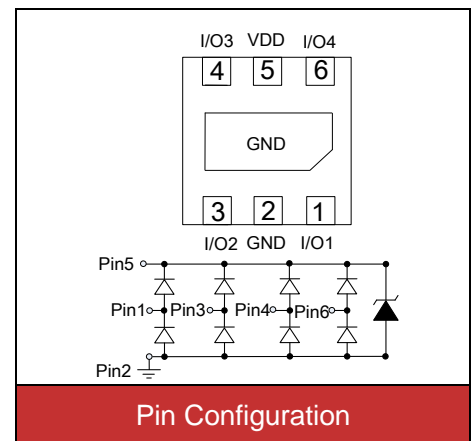 I/O3 VDD I/O4
4 5 6
GND
3 2 1
I/O2 GND I/O1
Pin5
Pin1 Pin3 Pin4 Pin6
Pin2
Pin Configuration